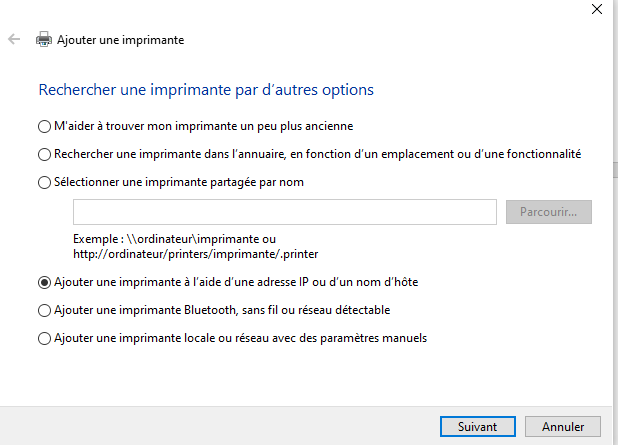 Ajouter une imprimante
Rechercher une imprimante par d'autres options
M'aider à trouver mon imprimante un peu plus ancienne
Rechercher une imprimante dans l'annuaire, en fonction d'un emplacement ou d'une fonctionnalité
Sélectionner une imprimante partagée par nom
Parcourir...
Exemple : \\ordinateur\imprimante ou
http://ordinateur/printers/imprimante/.printer
Ajouter une imprimante à l'aide d'une adresse IP ou d'un nom d'hôte
Ajouter une imprimante Bluetooth, sans fil ou réseau détectable
Ajouter une imprimante locale ou réseau avec des paramètres manuels
Suivant
Annuler